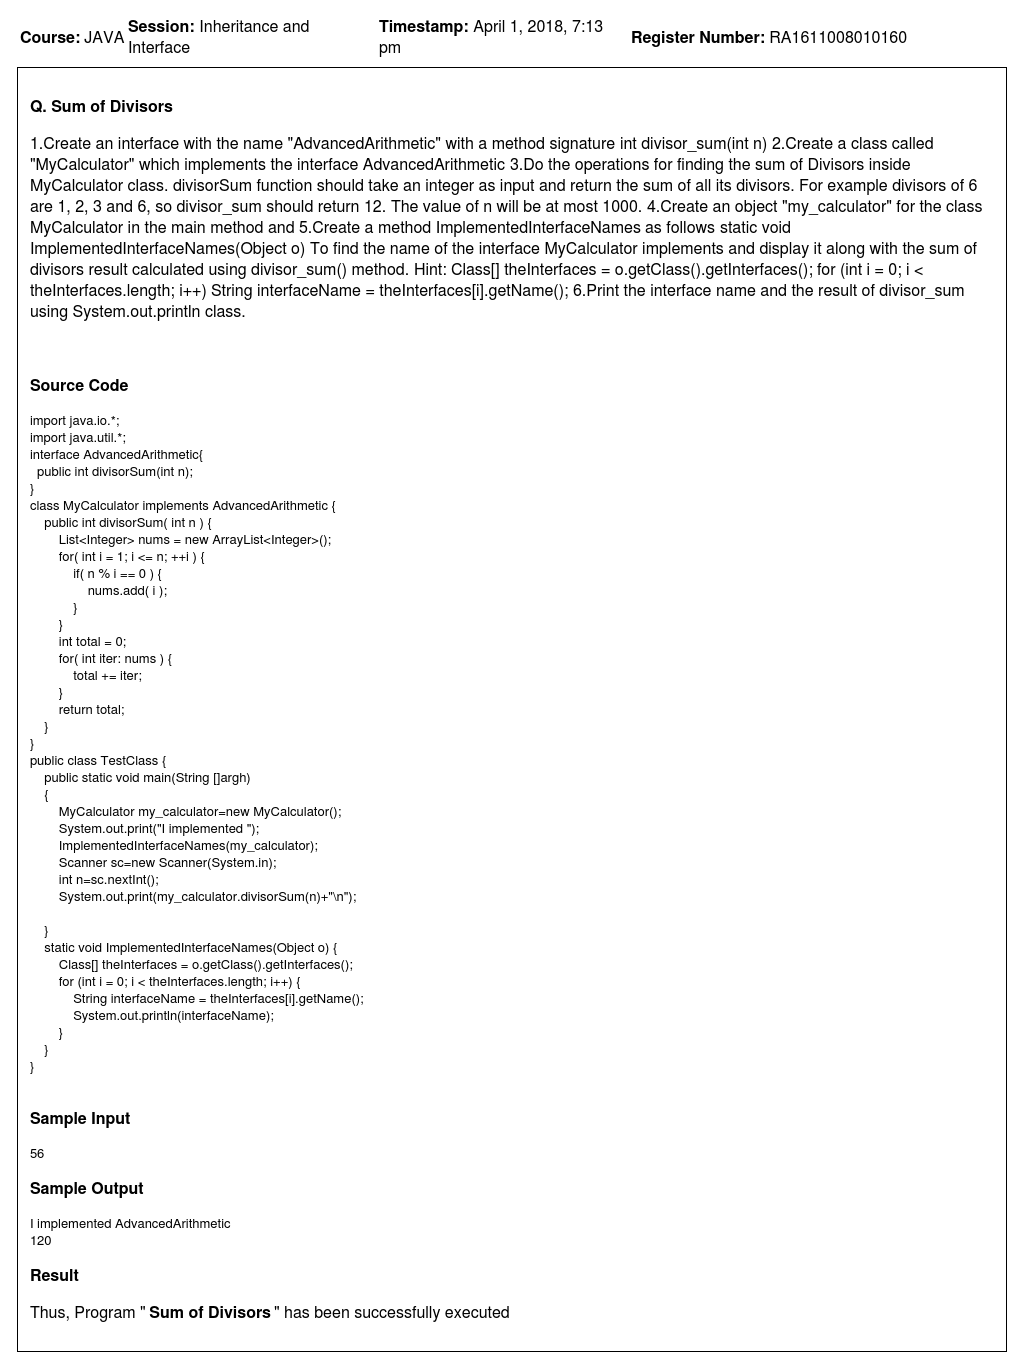 Course: JAVA Session: Inheritance and Interface Timestamp: April 1, 2018, 7:13 pm Register Number: RA1611008010160
Q. Sum of Divisors
1.Create an interface with the name "AdvancedArithmetic" with a method signature int divisor_sum(int n) 2.Create a class called
"MyCalculator" which implements the interface AdvancedArithmetic 3.Do the operations for finding the sum of Divisors inside
MyCalculator class. divisorSum function should take an integer as input and return the sum of all its divisors. For example divisors of 6
are 1, 2, 3 and 6, so divisor_sum should return 12. The value of n will be at most 1000. 4.Create an object "my_calculator" for the class
MyCalculator in the main method and 5.Create a method ImplementedInterfaceNames as follows static void
ImplementedInterfaceNames(Object o) To find the name of the interface MyCalculator implements and display it along with the sum of
divisors result calculated using divisor_sum() method. Hint: Class[] theInterfaces = o.getClass().getInterfaces(); for (int i = 0; i <
theInterfaces.length; i++) String interfaceName = theInterfaces[i].getName(); 6.Print the interface name and the result of divisor_sum
using System.out.println class.
Source Code
import java.io.*;
import java.util.*;
interface AdvancedArithmetic{
  public int divisorSum(int n);
}
class MyCalculator implements AdvancedArithmetic {
    public int divisorSum( int n ) {
        List<Integer> nums = new ArrayList<Integer>();
        for( int i = 1; i <= n; ++i ) {
            if( n % i == 0 ) {
                nums.add( i );
            }
        }
        int total = 0;
        for( int iter: nums ) {
            total += iter;
        }
        return total;
    }
}
public class TestClass {
    public static void main(String []argh)
    {
        MyCalculator my_calculator=new MyCalculator();
        System.out.print("I implemented ");
        ImplementedInterfaceNames(my_calculator);
        Scanner sc=new Scanner(System.in);
        int n=sc.nextInt();
        System.out.print(my_calculator.divisorSum(n)+"\n");
    }
    static void ImplementedInterfaceNames(Object o) {
        Class[] theInterfaces = o.getClass().getInterfaces();
        for (int i = 0; i < theInterfaces.length; i++) {
            String interfaceName = theInterfaces[i].getName();
            System.out.println(interfaceName);
        }
    }
}
Sample Input
56
Sample Output
I implemented AdvancedArithmetic
120
Result
Thus, Program " Sum of Divisors " has been successfully executed